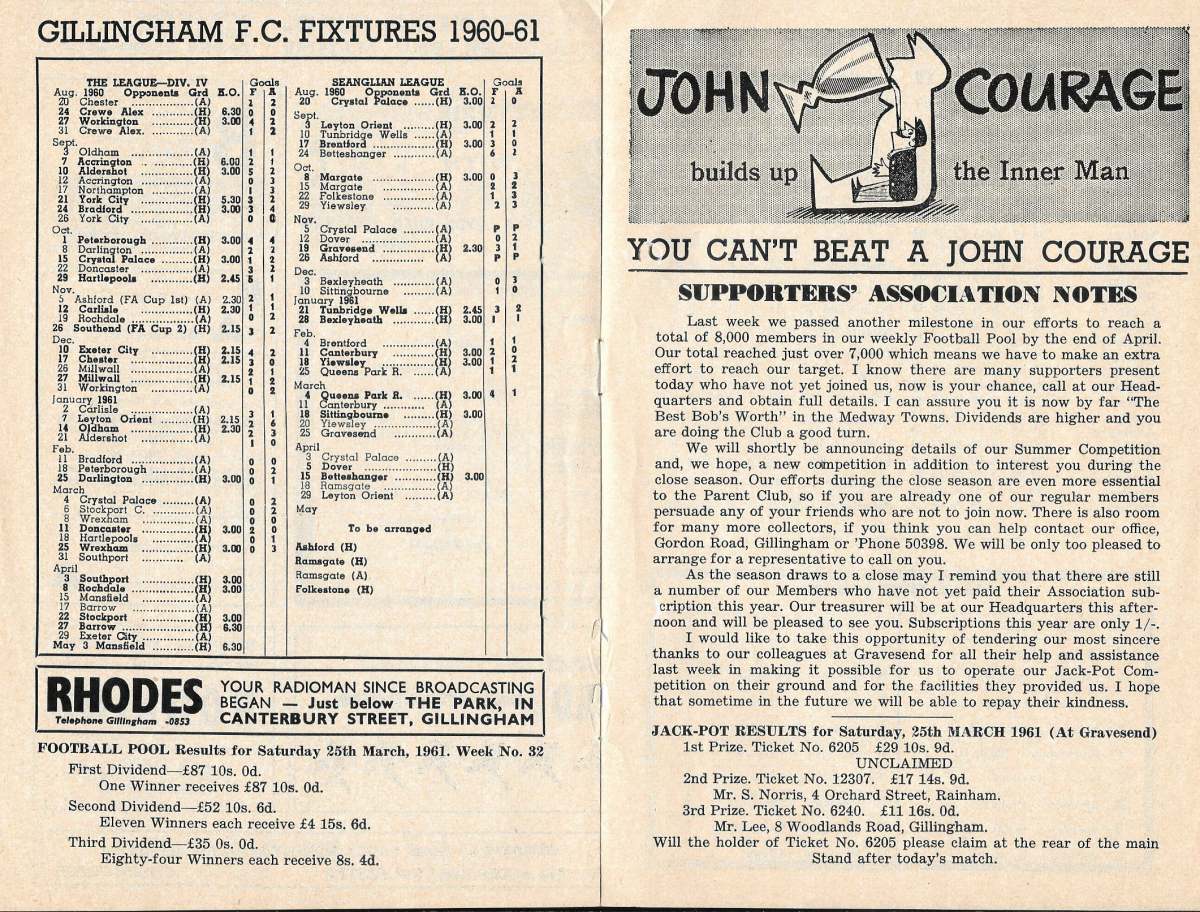 GILLINGHAM F.C. FIXTURES 1960-61
THE LEAGUE—DIV. IV Goals
Aug. 1960 Opponents Grd K.O. F A
20 Chester (A) 2 2
24 Crewe Alex (H) 6.30 0 0
27 Workington (H) 3.00 4 2
31 Crewe Alex. (A) 1 2
Sept.
3 Oldham (A) 1 1
7 Accrington (H) 6.00 2 1
10 Aldershot (H) 3.00 5 2
12 Accrington (A) 0 3
17 Northampton (A) 1 3
21 York City (H) 5.30 3 2
24 Bradford (H) 3.00 3 4
26 York City (A) 0 0
Oct.
1 Peterborough (H) 3.00 4 4
8 Darlington (A) 2 2
15 Crystal Palace (H) 3.00 1 2
22 Doncaster (A) 3 2
29 Hartlepools (H) 2.45 5 1
Nov.
5 Ashford (FA Cup 1st) (A) 2.30 2 1
12 Carlisle (H) 2.30 1 1
19 Rochdale (A) 0 2
26 Southend (FA Cup 2) (H) 2.15 3 2
Dec.
10 Exeter City (H) 2.15 4 2
17 Chester (H) 2.15 3 0
26 Millwall (A) 2 1
27 Millwall (H) 2.15 1 2
31 Workington (A) 0 2
January 1961
2 Carlisle (A) 3 1
7 Leyton Orient (H) 2.15 2 6
14 Oldham (H) 2.30 2 3
21 Aldershot (A) 1 0
Feb.
11 Bradford (A) 0 0
18 Peterborough (A) 0 2
25 Darlington (H) 3.00 0 1
March
4 Crystal Palace (A) 0 2
6 Stockport C. (A) 0 2
8 Wrexham (A) 0 0
11 Doncaster (H) 3.00 2 0
18 Hartlepools (A) 0 1
25 Wrexham (H) 3.00 0 3
31 Southport (A)
April
3 Southport (H) 3.00
8 Rochdale (H) 3.00
15 Mansfield (A)
17 Barrow (A)
22 Stockport (H) 3.00
27 Barrow (H) 6.30
29 Exeter City (A)
May 3 Mansfield (H) 6.30
SEANGLIAN LEAGUE Goals
Aug. 1960 Opponents Grd K.O. F A
20 Crystal Palace (H) 3.00 2 0
Sept.
3 Leyton Orient (H) 3.00 2 2
10 Tunbridge Wells (A) 1 1
17 Brentford (H) 3.00 3 0
24 Betteshanger (A) 6 2
Oct.
8 Margate (H) 3.00 0 3
15 Margate (A) 2 2
22 Folkestone (A) 1 3
29 Yiewsley (A) 2 3
Nov.
5 Crystal Palace (A) P P
12 Dover (A) 0 2
19 Gravesend (H) 2.30 3 1
26 Ashford (A) P P
Dec.
3 Bexleyheath (A) 0 3
10 Sittingbourne (A) 1 0
January 1961
21 Tunbridge Wells (H) 2.45 3 2
28 Bexleyheath (H) 3.00 1 1
Feb.
4 Brentford (A) 1 1
11 Canterbury (H) 3.00 2 0
18 Yiewsley (H) 3.00 1 2
25 Queens Park R. (A) 1 1
March
4 Queens Park R. (H) 3.00 4 1
11 Canterbury (A)
18 Sittingbourne (H) 3.00
20 Yiewsley (A)
25 Gravesend (A)
April
3 Crystal Palace (A)
5 Dover (H)
15 Betteshanger (H) 3.00
18 Ramsgate (A)
29 Leyton Orient (A)
May
To be arranged
Ashford (H)
Ramsgate (H)
Ramsgate (A)
Folkestone (H)
RHODES
Telephone Gillingham -0853
YOUR RADIOMAN SINCE BROADCASTING
BEGAN — Just below THE PARK, IN
CANTERBURY STREET, GILLINGHAM
FOOTBALL POOL Results for Saturday 25th March, 1961. Week No. 32
First Dividend—£87 10s. 0d.
One Winner receives £87 10s. 0d.
Second Dividend—£52 10s. 6d.
Eleven Winners each receive £4 15s. 6d.
Third Dividend—£35 0s. 0d.
Eighty-four Winners each receive 8s. 4d.
JOHN COURAGE
builds up the Inner Man
YOU CAN'T BEAT A JOHN COURAGE
SUPPORTERS' ASSOCIATION NOTES
Last week we passed another milestone in our efforts to reach a
total of 8,000 members in our weekly Football Pool by the end of April.
Our total reached just over 7,000 which means we have to make an extra
effort to reach our target. I know there are many supporters present
today who have not yet joined us, now is your chance, call at our Head-
quarters and obtain full details. I can assure you it is now by far "The
Best Bob's Worth" in the Medway Towns. Dividends are higher and you
are doing the Club a good turn.
We will shortly be announcing details of our Summer Competition
and, we hope, a new competition in addition to interest you during the
close season. Our efforts during the close season are even more essential
to the Parent Club, so if you are already one of our regular members
persuade any of your friends who are not to join now. There is also room
for many more collectors, if you think you can help contact our office,
Gordon Road, Gillingham or 'Phone 50398. We will be only too pleased to
arrange for a representative to call on you.
As the season draws to a close may I remind you that there are still
a number of our Members who have not yet paid their Association sub-
cription this year. Our treasurer will be at our Headquarters this after-
noon and will be pleased to see you. Subscriptions this year are only 1/-.
I would like to take this opportunity of tendering our most sincere
thanks to our colleagues at Gravesend for all their help and assistance
last week in making it possible for us to operate our Jack-Pot Com-
petition on their ground and for the facilities they provided us. I hope
that sometime in the future we will be able to repay their kindness.
JACK-POT RESULTS for Saturday, 25th MARCH 1961 (At Gravesend)
1st Prize. Ticket No. 6205 £29 10s. 9d.
UNCLAIMED
2nd Prize. Ticket No. 12307. £17 14s. 9d.
Mr. S. Norris, 4 Orchard Street, Rainham.
3rd Prize. Ticket No. 6240. £11 16s. 0d.
Mr. Lee, 8 Woodlands Road, Gillingham.
Will the holder of Ticket No. 6205 please claim at the rear of the main
Stand after today's match.